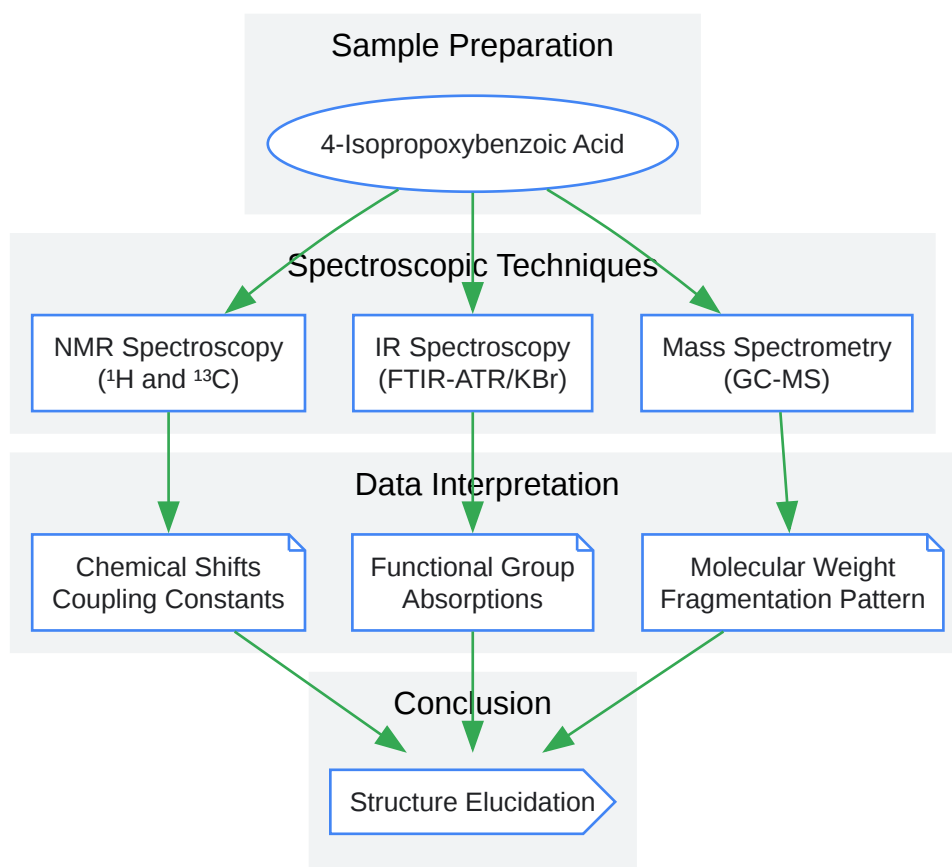 Sample Preparation
4-Isopropoxybenzoic Acid
Spectroscopic Techniques
NMR Spectroscopy
(¹H and ¹³C)
IR Spectroscopy
(FTIR-ATR/KBr)
Mass Spectrometry
(GC-MS)
Data Interpretation
Chemical Shifts
Coupling Constants
Functional Group
Absorptions
Molecular Weight
Fragmentation Pattern
Conclusion
Structure Elucidation